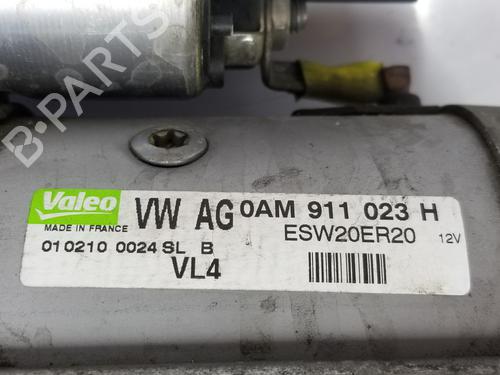 B-PARTS
Valeo
VW AG 0AM 911 023 H
MADE IN FRANCE
ESW20ER20 12V
010210 0024 SL B
VL4